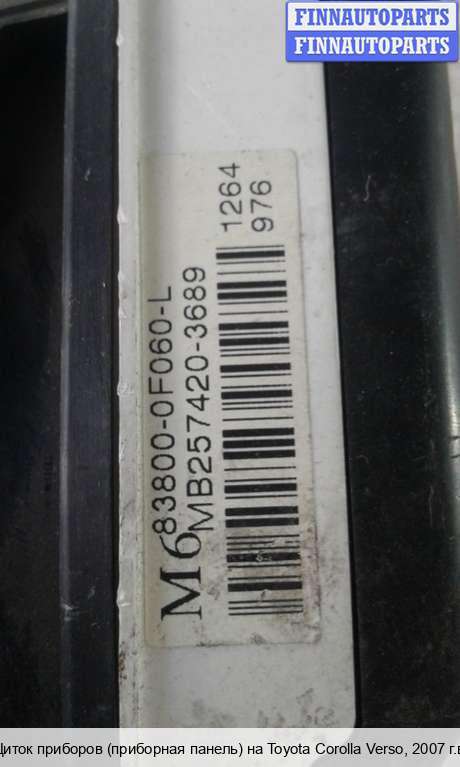 FINNAUTOPARTS
FINNAUTOPARTS
M6
83800-0F060-L
MB257420-3689
1264
976
Щиток приборов (приборная панель) на Toyota Corolla Verso, 2007 г.в